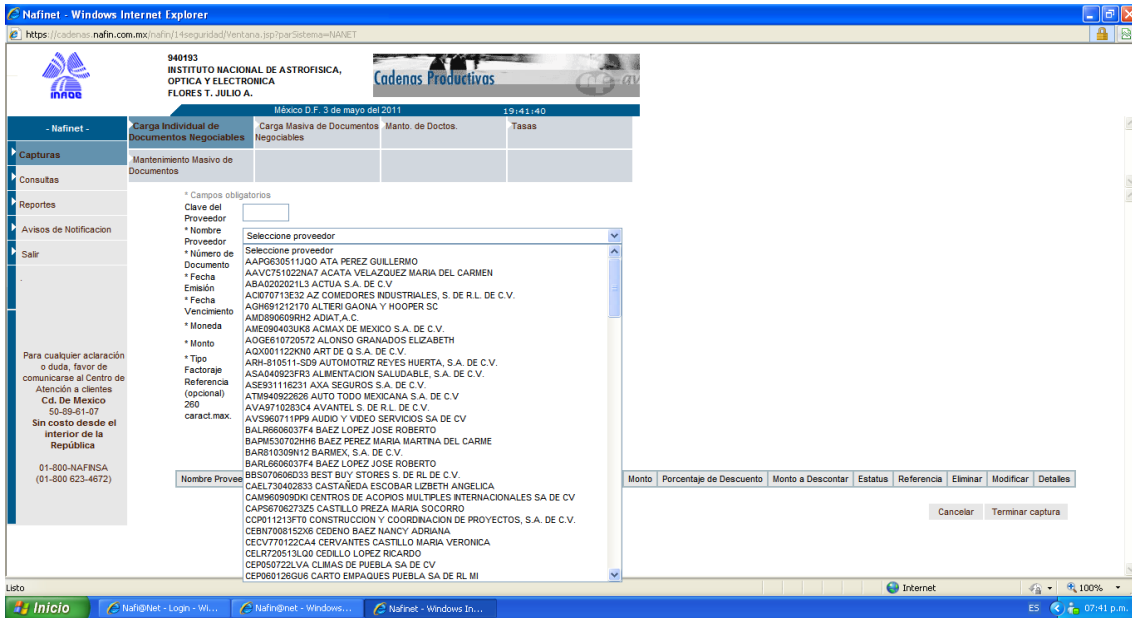 Nafinet - Windows Internet Explorer
https://cadenas.nafin.com.mx/nafin/14seguridad/Ventana.jsp?parSistema=NANET
INAOE
940193
INSTITUTO NACIONAL DE ASTROFISICA,
OPTICA Y ELECTRONICA
FLORES T. JULIO A.
Cadenas Productivas
México D.F. 3 de mayo del 2011
19:41:40
- Nafinet -
Capturas
Consultas
Reportes
Avisos de Notificacion
Salir
Carga Individual de Documentos Negociables
Carga Masiva de Documentos Negociables
Manto. de Doctos.
Tasas
Mantenimiento Masivo de Documentos
Para cualquier aclaración
o duda, favor de
comunicarse al Centro de
Atención a clientes
Cd. De Mexico
50-89-61-07
Sin costo desde el
interior de la
República
01-800-NAFINSA
(01-800 623-4672)
* Campos obligatorios
Clave del
Proveedor
* Nombre
Proveedor
* Número de
Documento
* Fecha
Emisión
* Fecha
Vencimiento
* Moneda
* Monto
* Tipo
Factoraje
Referencia
(opcional)
260
caract.max.
Seleccione proveedor
Seleccione proveedor
AAPG630511JQO ATA PEREZ GUILLERMO
AAVC751022NA7 ACATA VELAZQUEZ MARIA DEL CARMEN
ABA0202021L3 ACTUA S.A. DE C.V
ACI070713E32 AZ COMEDORES INDUSTRIALES, S. DE R.L. DE C.V.
AGH691212170 ALTIERI GAONA Y HOOPER SC
AMD890609RH2 ADIAT,A.C.
AME090403UK8 ACMAX DE MEXICO S.A. DE C.V.
AOGE610720572 ALONSO GRANADOS ELIZABETH
AQX001122KN0 ART DE Q S.A. DE C.V.
ARH-810511-SD9 AUTOMOTRIZ REYES HUERTA, S.A. DE C.V.
ASA040923FR3 ALIMENTACION SALUDABLE, S.A. DE C.V.
ASE931116231 AXA SEGUROS S.A. DE C.V.
ATM940922626 AUTO TODO MEXICANA S.A. DE C.V
AVA9710283C4 AVANTEL S. DE R.L. DE C.V.
AVS960711PP9 AUDIO Y VIDEO SERVICIOS SA DE CV
BALR6606037F4 BAEZ LOPEZ JOSE ROBERTO
BAPM530702HH6 BAEZ PEREZ MARIA MARTINA DEL CARME
BAR810309N12 BARMEX, S.A. DE C.V.
BARL6606037F4 BAEZ LOPEZ JOSE ROBERTO
BBS070606D33 BEST BUY STORES S. DE RL DE C.V.
CAEL730402833 CASTAÑEDA ESCOBAR LIZBETH ANGELICA
CAM960909DKI CENTROS DE ACOPIOS MULTIPLES INTERNACIONALES SA DE CV
CAPS6706273Z5 CASTILLO PREZA MARIA SOCORRO
CCP011213FT0 CONSTRUCCION Y COORDINACION DE PROYECTOS, S.A. DE C.V.
CEBN7008152X6 CEDENO BAEZ NANCY ADRIANA
CECV770122CA4 CERVANTES CASTILLO MARIA VERONICA
CELR720513LQ0 CEDILLO LOPEZ RICARDO
CEP050722LVA CLIMAS DE PUEBLA SA DE CV
CEP060126GU6 CARTO EMPAQUES PUEBLA SA DE RL MI
Nombre Provee
Monto Porcentaje de Descuento Monto a Descontar Estatus Referencia Eliminar Modificar Detalles
Cancelar Terminar captura
Listo
Internet
100%
Inicio
Nafi@Net - Login - Wi...
Nafin@net - Windows...
Nafinet - Windows In...
ES
07:41 p.m.